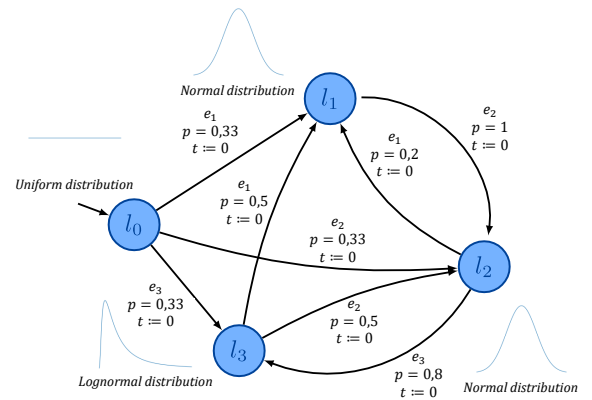 Normal distribution
l₁
e₁
p = 0,33
t ≔ 0
e₂
p = 1
t ≔ 0
e₁
p = 0,2
t ≔ 0
Uniform distribution
e₁
p = 0,5
t ≔ 0
l₀
e₂
p = 0,33
t ≔ 0
l₂
e₃
p = 0,33
t ≔ 0
e₂
p = 0,5
t ≔ 0
l₃
e₃
p = 0,8
t ≔ 0
Lognormal distribution
Normal distribution